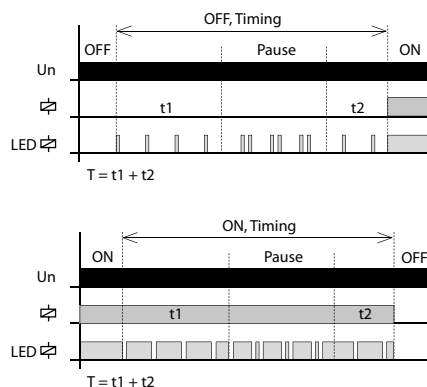 OFF, Timing
OFF Pause ON
Un
t1 t2
LED
T = t1 + t2
ON, Timing
ON Pause OFF
Un
t1 t2
LED
T = t1 + t2